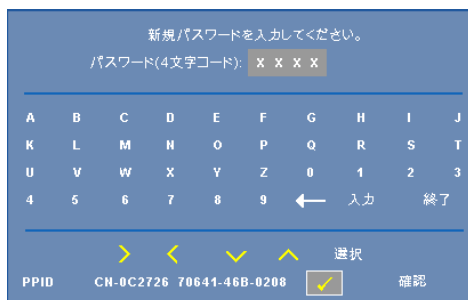 新規パスワードを入力してください。
パスワード(4文字コード): X X X X
A B C D E F G H I J
K L M N O P Q R S T
U V W X Y Z 0 1 2 3
4 5 6 7 8 9 ← 入力 終了
選択
PPID CN-0C2726 70641-46B-0208 ✓ 確認